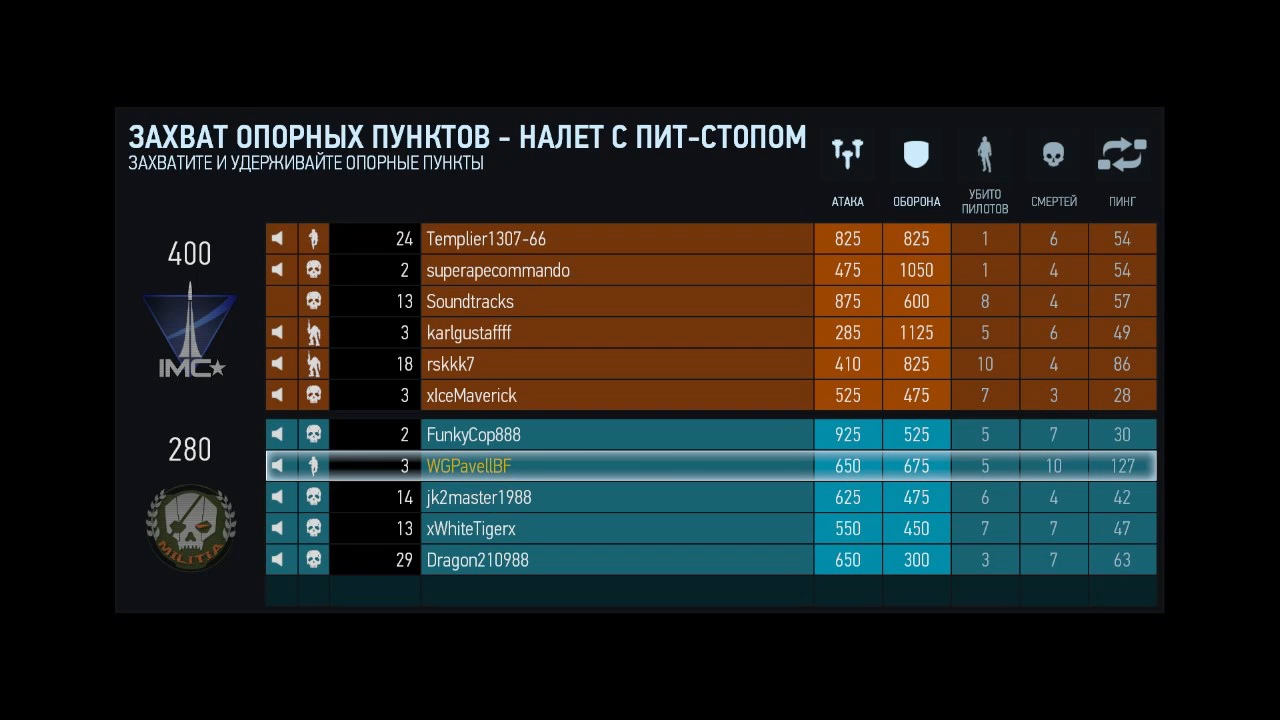 ЗАХВАТ ОПОРНЫХ ПУНКТОВ - НАЛЕТ С ПИТ-СТОПОМ
ЗАХВАТИТЕ И УДЕРЖИВАЙТЕ ОПОРНЫЕ ПУНКТЫ
АТАКА ОБОРОНА УБИТО ПИЛОТОВ СМЕРТЕЙ ПИНГ
400
IMC
24 Templier1307-66 825 825 1 6 54
2 superapecommando 475 1050 1 4 54
13 Soundtracks 875 600 8 4 57
3 karlgustaffff 285 1125 5 6 49
18 rskkk7 410 825 10 4 86
3 xIceMaverick 525 475 7 3 28
280
MILITIA
2 FunkyCop888 925 525 5 7 30
3 WGPavellBF 650 675 5 10 127
14 jk2master1988 625 475 6 4 42
13 xWhiteTigerx 550 450 7 7 47
29 Dragon210988 650 300 3 7 63